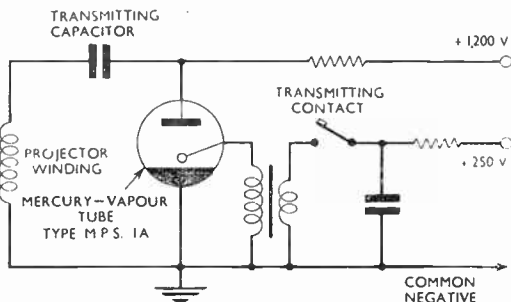 TRANSMITTING
CAPACITOR
+ 1,200 V
TRANSMITTING
CONTACT
PROJECTOR
WINDING
+ 250 V
MERCURY-VAPOUR
TUBE
TYPE M P S. 1A
COMMON
NEGATIVE